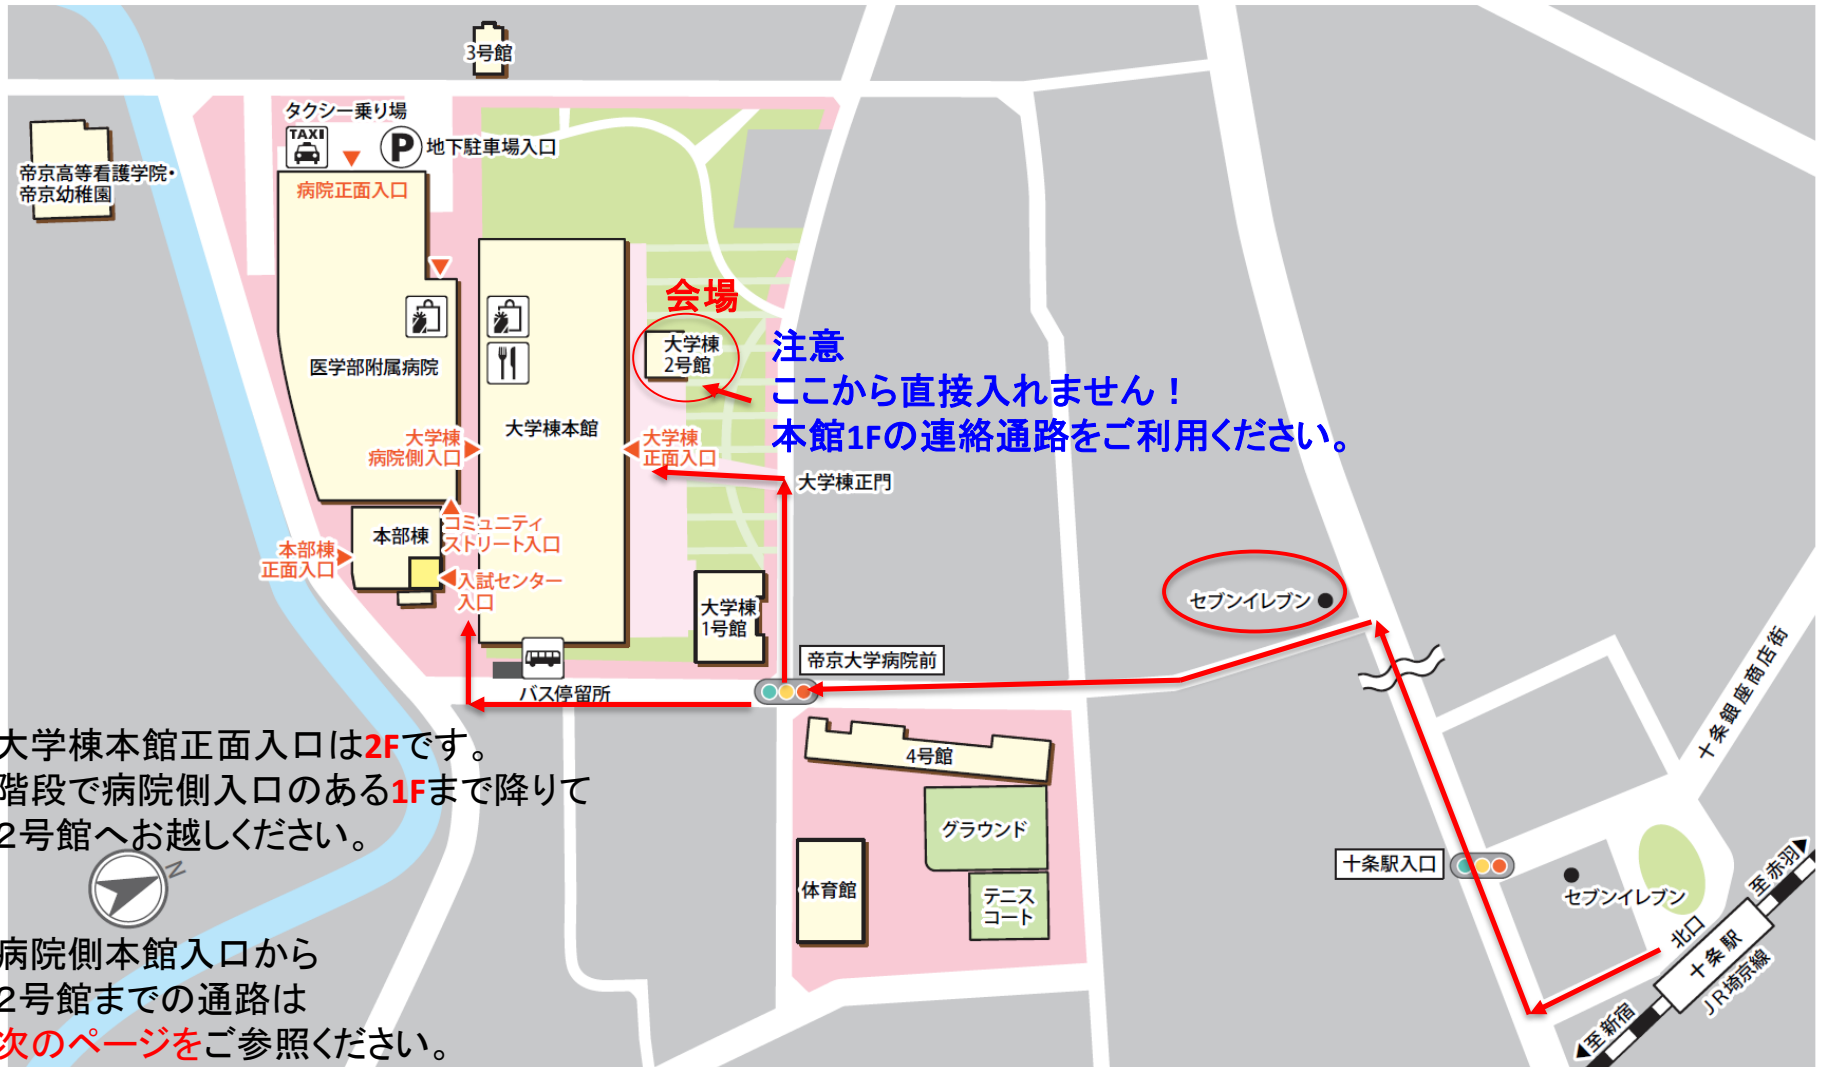 3号館
タクシー乗り場
TAXI
P
地下駐車場入口
帝京高等看護学院・
帝京幼稚園
病院正面入口
会場
大学棟
2号館
注意
ここから直接入れません！
本館1Fの連絡通路をご利用ください。
医学部附属病院
大学棟本館
大学棟
病院側入口
大学棟
正面入口
大学棟正門
コミュニティ
ストリート入口
本部棟
本部棟
正面入口
入試センター
入口
大学棟
1号館
セブンイレブン
帝京大学病院前
バス停留所
十条銀座商店街
大学棟本館正面入口は2Fです。
階段で病院側入口のある1Fまで降りて
２号館へお越しください。
4号館
グラウンド
体育館
テニス
コート
十条駅入口
セブンイレブン
至赤羽
北口
十条駅
JR埼京線
至新宿
N
病院側本館入口から
２号館までの通路は
次のページをご参照ください。